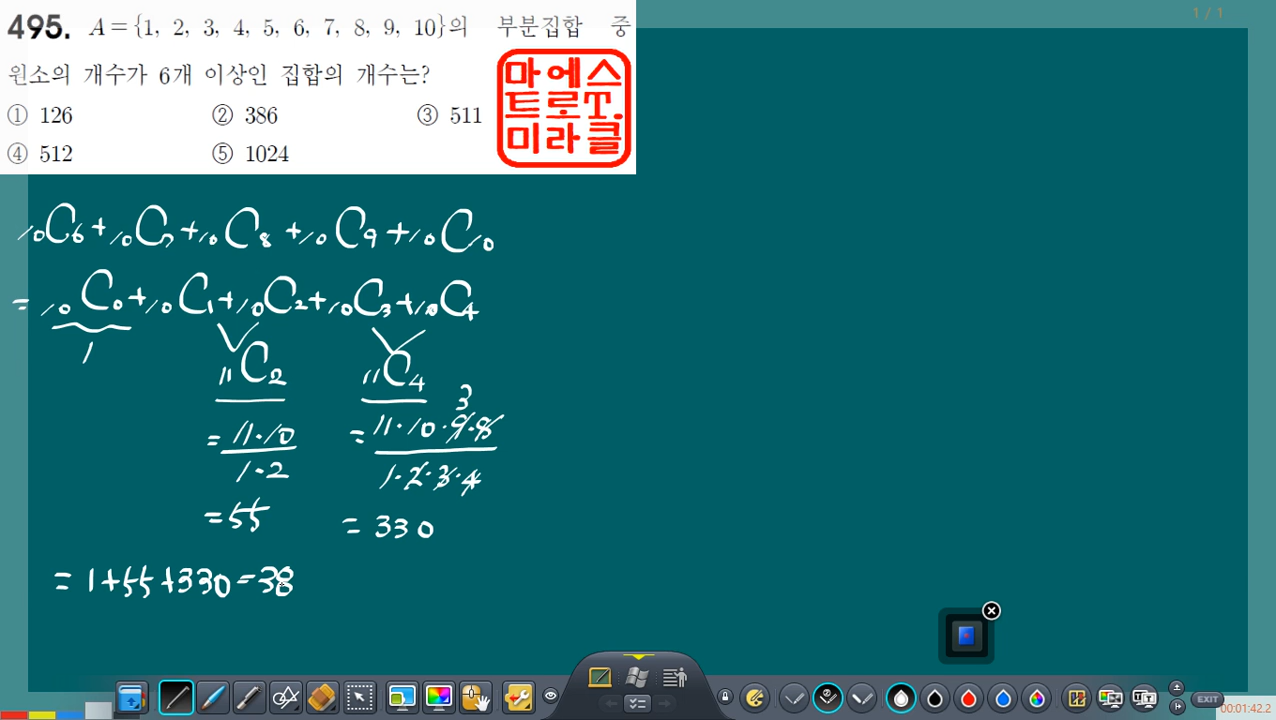 1 / 1
495. A={1, 2, 3, 4, 5, 6, 7, 8, 9, 10}의 부분집합 중
원소의 개수가 6개 이상인 집합의 개수는?
① 126 ② 386 ③ 511
④ 512 ⑤ 1024
마에스
트로T.
미라클
₁₀C₆+₁₀C₇+₁₀C₈+₁₀C₉+₁₀C₁₀
=₁₀C₀+₁₀C₁+₁₀C₂+₁₀C₃+₁₀C₄
1 ₁₁C₂ ₁₁C₄
3
=11·10 =11·10·9·8
1·2 1·2·3·4
=55 =330
=1+55+330=38
EXIT
00:01:42.2